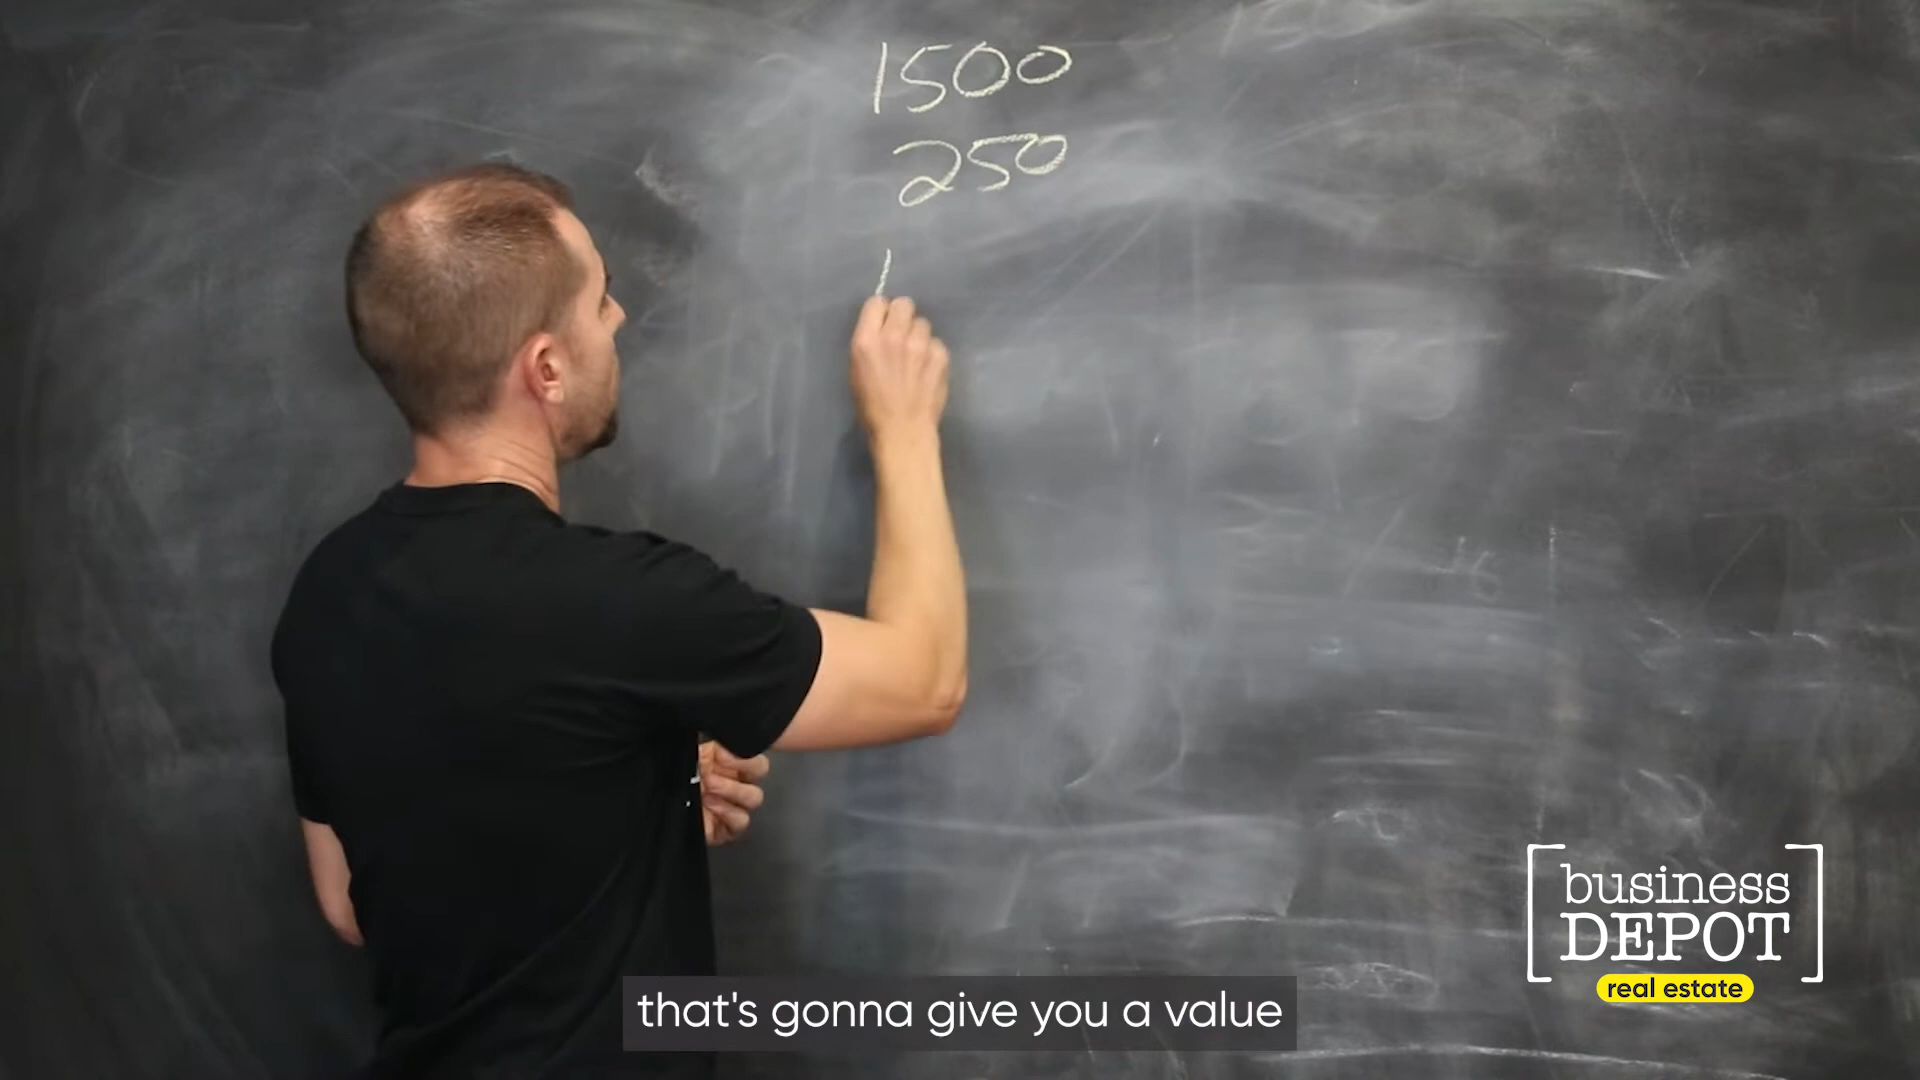 1500
250
that's gonna give you a value
business
DEPOT
real estate